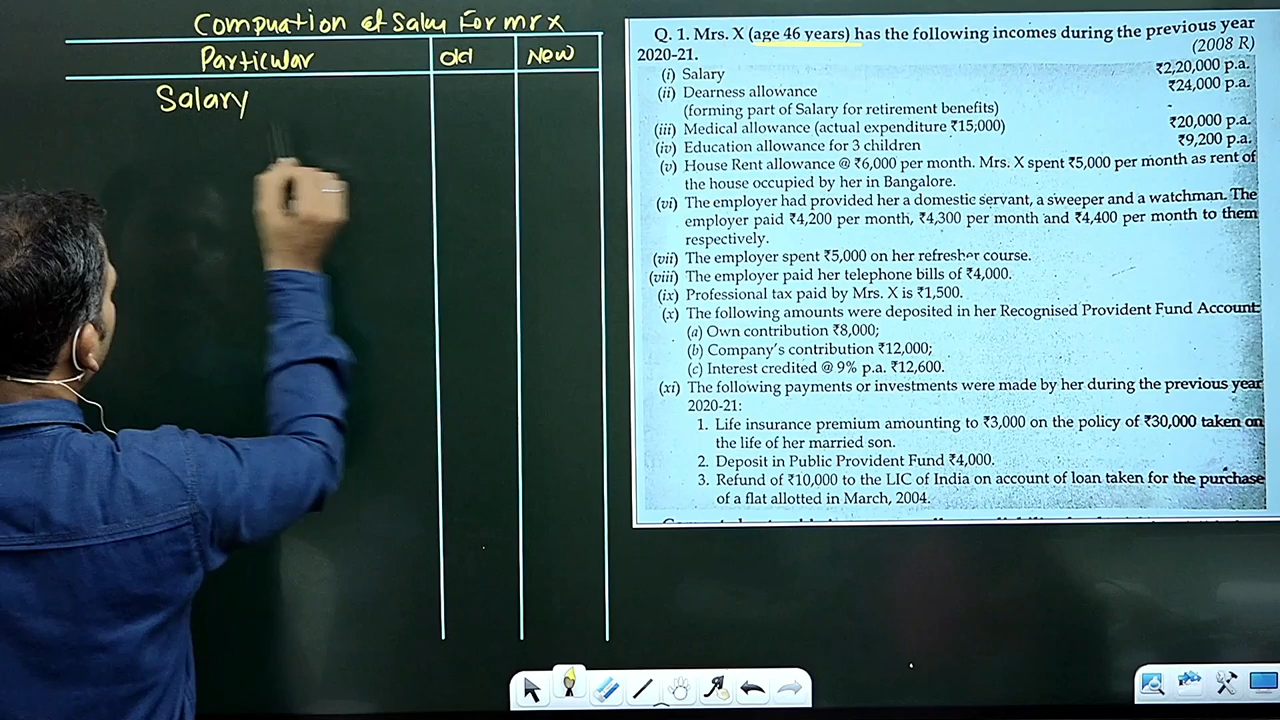 Compuation of Salary For mr x
Particular Old New
Salary
Q. 1. Mrs. X (age 46 years) has the following incomes during the previous year
2020-21. (2008 R)
(i) Salary ₹2,20,000 p.a.
(ii) Dearness allowance ₹24,000 p.a.
(forming part of Salary for retirement benefits) -
(iii) Medical allowance (actual expenditure ₹15,000) ₹20,000 p.a.
(iv) Education allowance for 3 children ₹9,200 p.a.
(v) House Rent allowance @ ₹6,000 per month. Mrs. X spent ₹5,000 per month as rent of
the house occupied by her in Bangalore.
(vi) The employer had provided her a domestic servant, a sweeper and a watchman. The
employer paid ₹4,200 per month, ₹4,300 per month and ₹4,400 per month to them
respectively.
(vii) The employer spent ₹5,000 on her refresher course.
(viii) The employer paid her telephone bills of ₹4,000.
(ix) Professional tax paid by Mrs. X is ₹1,500.
(x) The following amounts were deposited in her Recognised Provident Fund Account:
(a) Own contribution ₹8,000;
(b) Company's contribution ₹12,000;
(c) Interest credited @ 9% p.a. ₹12,600.
(xi) The following payments or investments were made by her during the previous year
2020-21:
1. Life insurance premium amounting to ₹3,000 on the policy of ₹30,000 taken on
the life of her married son.
2. Deposit in Public Provident Fund ₹4,000.
3. Refund of ₹10,000 to the LIC of India on account of loan taken for the purchase
of a flat allotted in March, 2004.